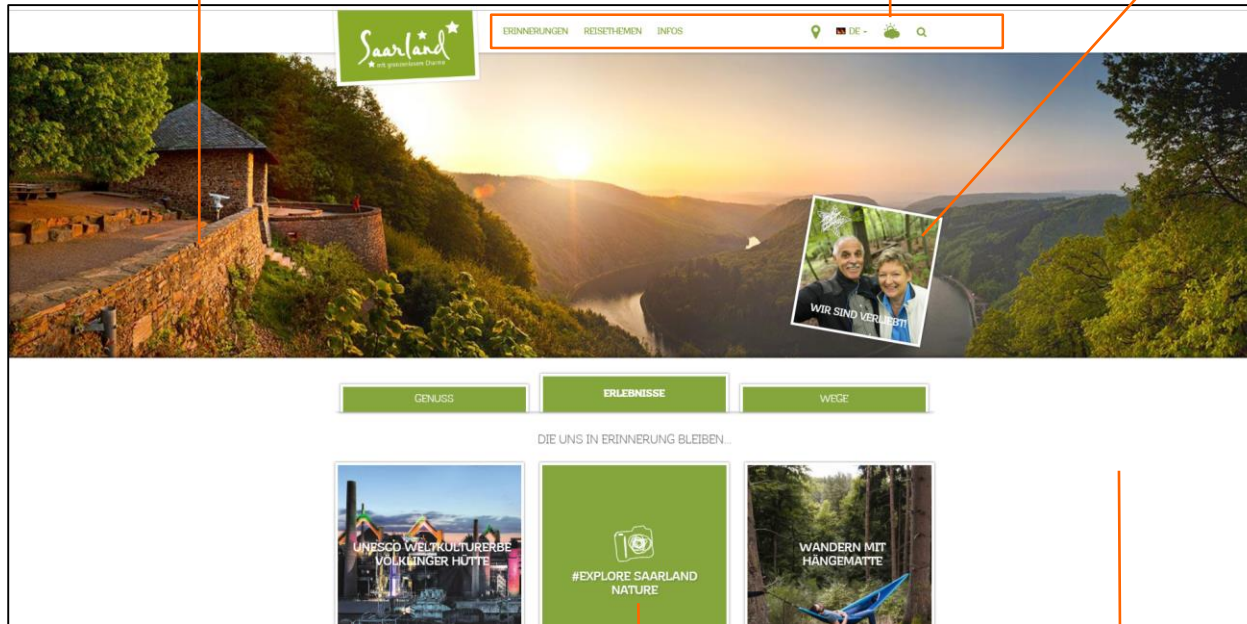 Saarland
ERINNERUNGEN REISETHEMEN INFOS
DE
WIR SIND VERLIEBT!
GENUSS
ERLEBNISSE
WEGE
DIE UNS IN ERINNERUNG BLEIBEN...
UNESCO WELTKULTURERBE
VÖLKLINGER HÜTTE
#EXPLORE SAARLAND
NATURE
WANDERN MIT
HÄNGEMATTE